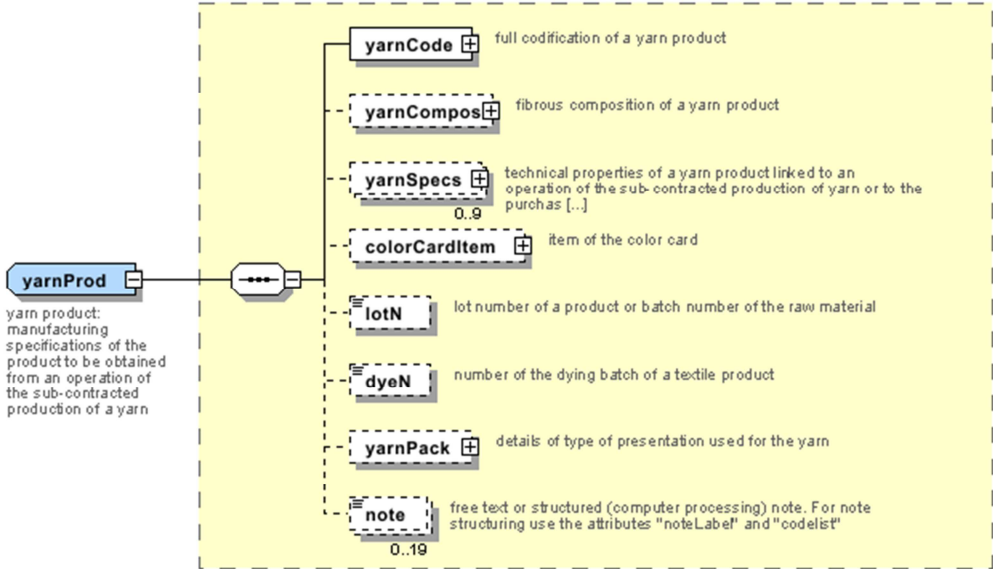 yarnCode
full codification of a yarn product
yarnCompos
fibrous composition of a yarn product
yarnSpecs
technical properties of a yarn product linked to an
operation of the sub-contracted production of yarn or to the
purchas [...]
0..9
colorCardItem
item of the color card
yarnProd
yarn product:
manufacturing
specifications of the
product to be obtained
from an operation of
the sub-contracted
production of a yarn
lotN
lot number of a product or batch number of the raw material
dyeN
number of the dying batch of a textile product
yarnPack
details of type of presentation used for the yarn
note
free text or structured (computer processing) note. For note
structuring use the attributes "noteLabel" and "codelist"
0..19